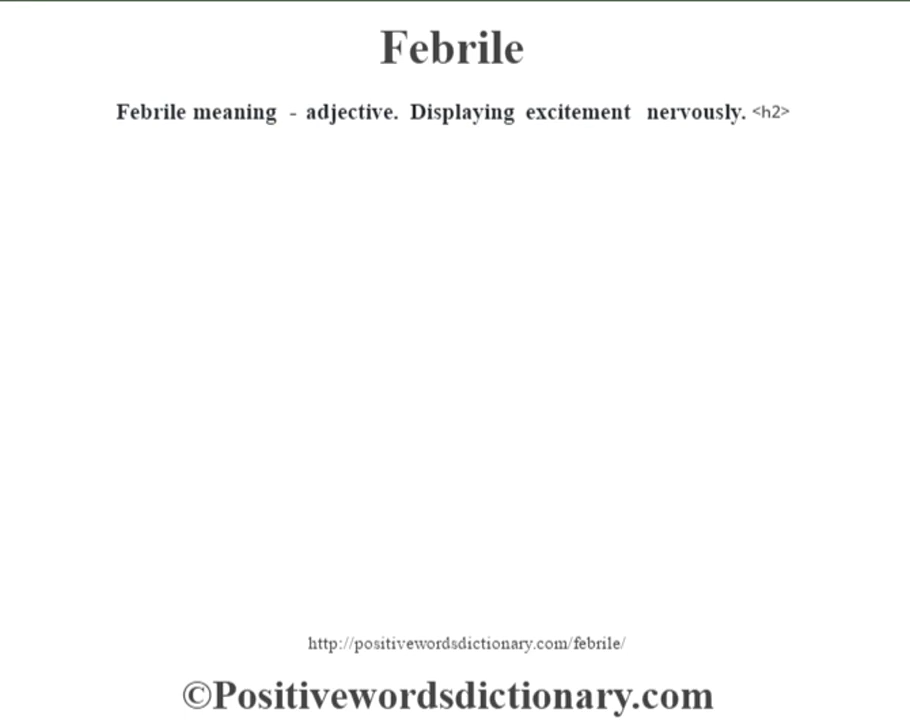 Febrile
Febrile meaning - adjective. Displaying excitement nervously. <h2>
http://positivewordsdictionary.com/febrile/
©Positivewordsdictionary.com